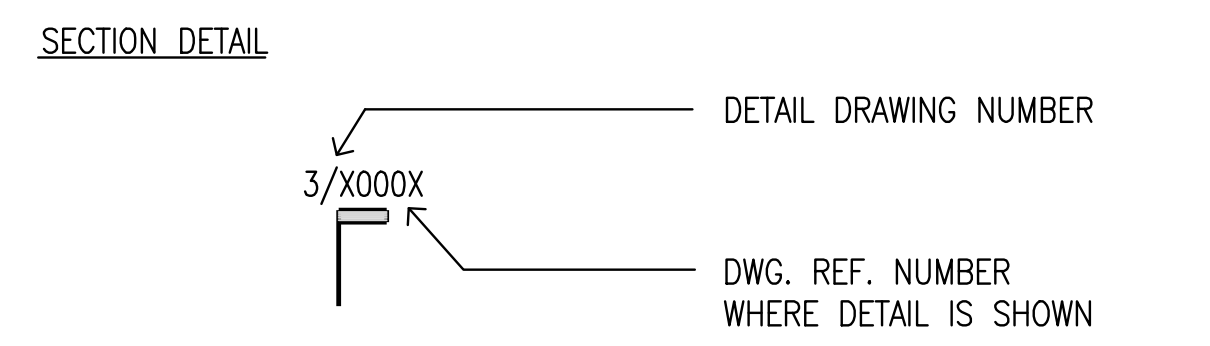 SECTION DETAIL
DETAIL DRAWING NUMBER
3/X000X
DWG. REF. NUMBER
WHERE DETAIL IS SHOWN